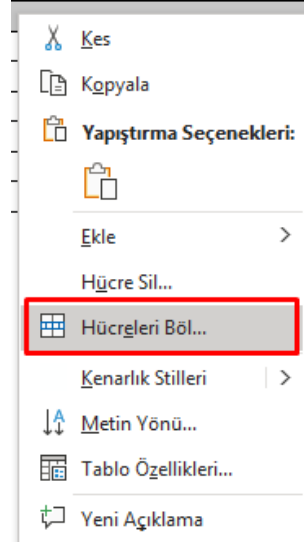 Kes
Kopyala
Yapıştırma Seçenekleri:
Ekle
Hücre Sil...
Hücreleri Böl...
Kenarlık Stilleri
Metin Yönü...
Tablo Özellikleri...
Yeni Açıklama